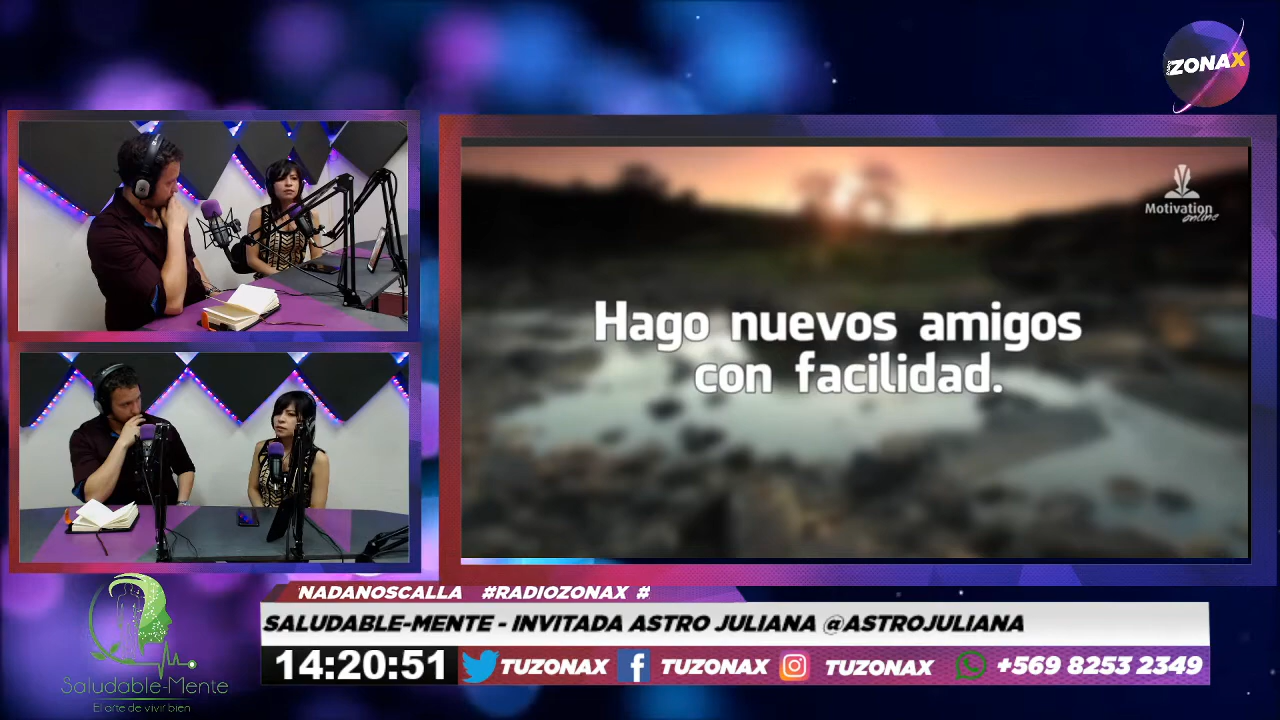 ZONAX
Motivation
online
Hago nuevos amigos
con facilidad.
NADANOSCALLA #RADIOZONAX #
SALUDABLE-MENTE - INVITADA ASTRO JULIANA @ASTROJULIANA
14:20:51 TUZONAX TUZONAX TUZONAX +569 8253 2349
Saludable-Mente
El arte de vivir bien